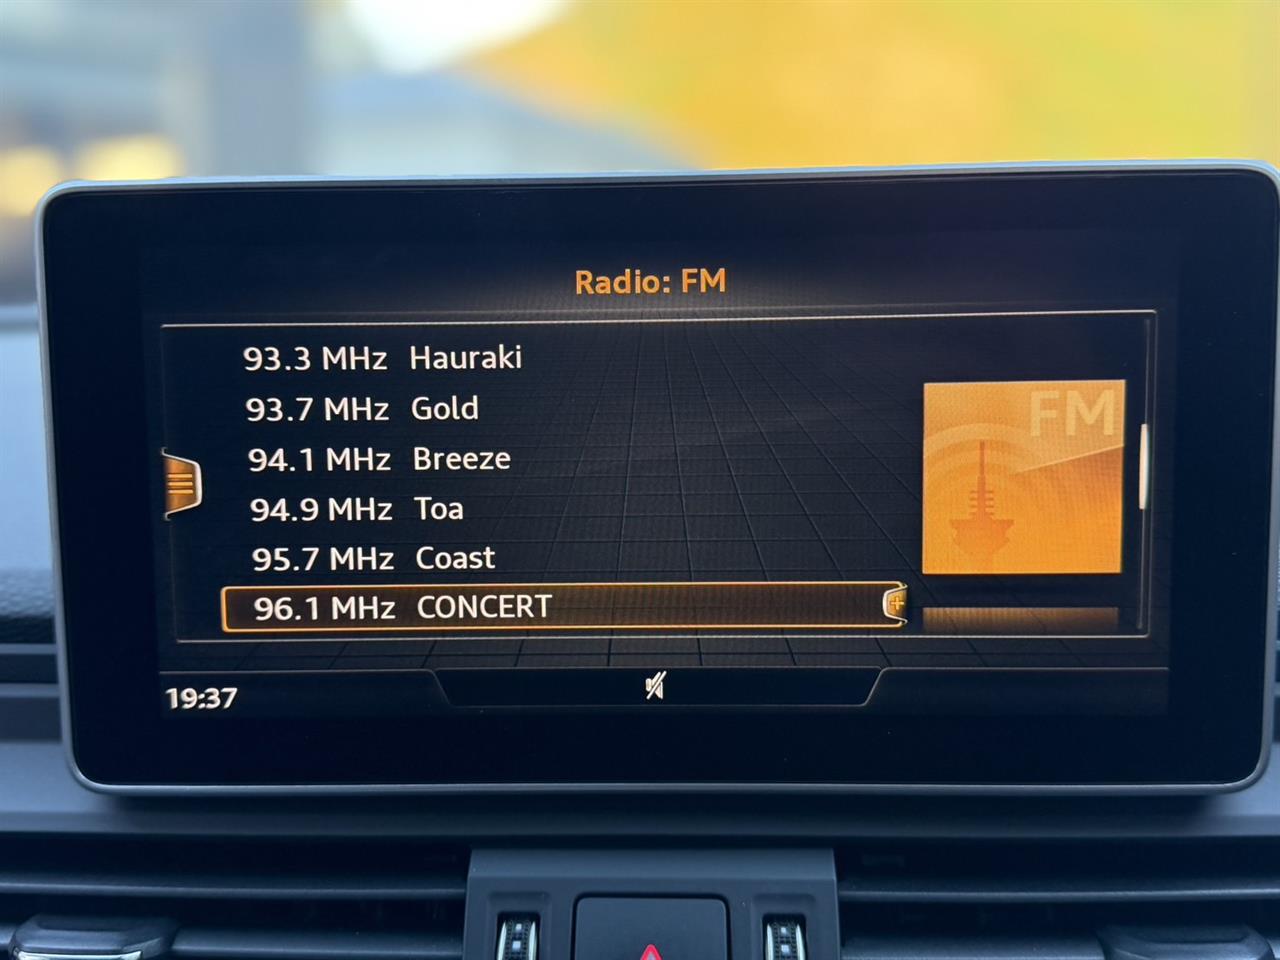 Radio: FM
93.3 MHz Hauraki
93.7 MHz Gold
94.1 MHz Breeze
94.9 MHz Toa
95.7 MHz Coast
96.1 MHz CONCERT
FM
19:37